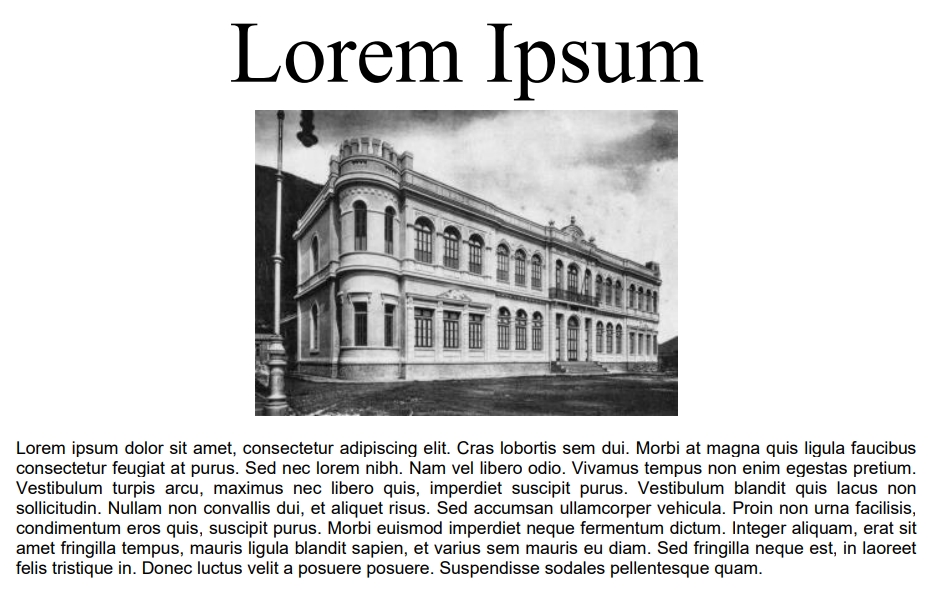 Lorem Ipsum
Lorem ipsum dolor sit amet, consectetur adipiscing elit. Cras lobortis sem dui. Morbi at magna quis ligula faucibus
consectetur feugiat at purus. Sed nec lorem nibh. Nam vel libero odio. Vivamus tempus non enim egestas pretium.
Vestibulum turpis arcu, maximus nec libero quis, imperdiet suscipit purus. Vestibulum blandit quis lacus non
sollicitudin. Nullam non convallis dui, et aliquet risus. Sed accumsan ullamcorper vehicula. Proin non urna facilisis,
condimentum eros quis, suscipit purus. Morbi euismod imperdiet neque fermentum dictum. Integer aliquam, erat sit
amet fringilla tempus, mauris ligula blandit sapien, et varius sem mauris eu diam. Sed fringilla neque est, in laoreet
felis tristique in. Donec luctus velit a posuere posuere. Suspendisse sodales pellentesque quam.